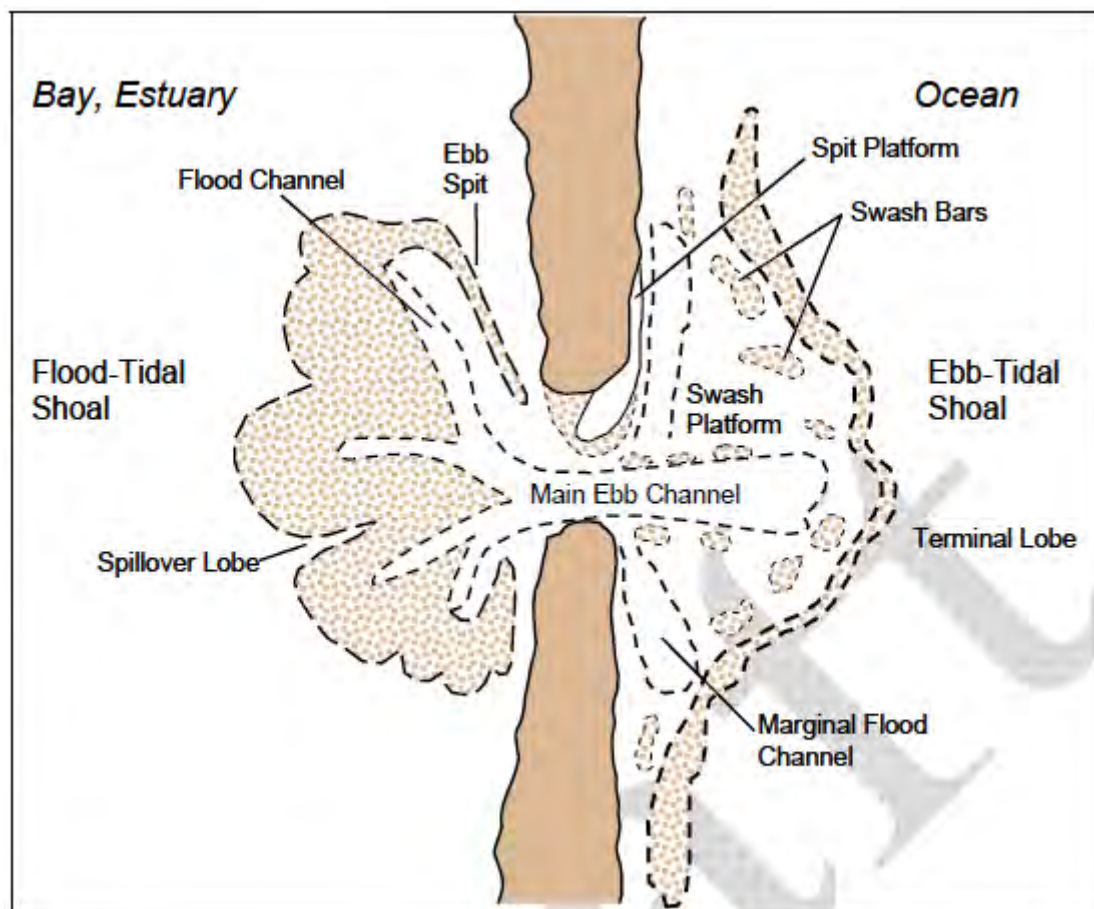 Bay, Estuary
Ocean
Ebb
Spit
Spit Platform
Flood Channel
Swash Bars
Flood-Tidal
Shoal
Ebb-Tidal
Shoal
Swash
Platform
Main Ebb Channel
Terminal Lobe
Spillover Lobe
Marginal Flood
Channel